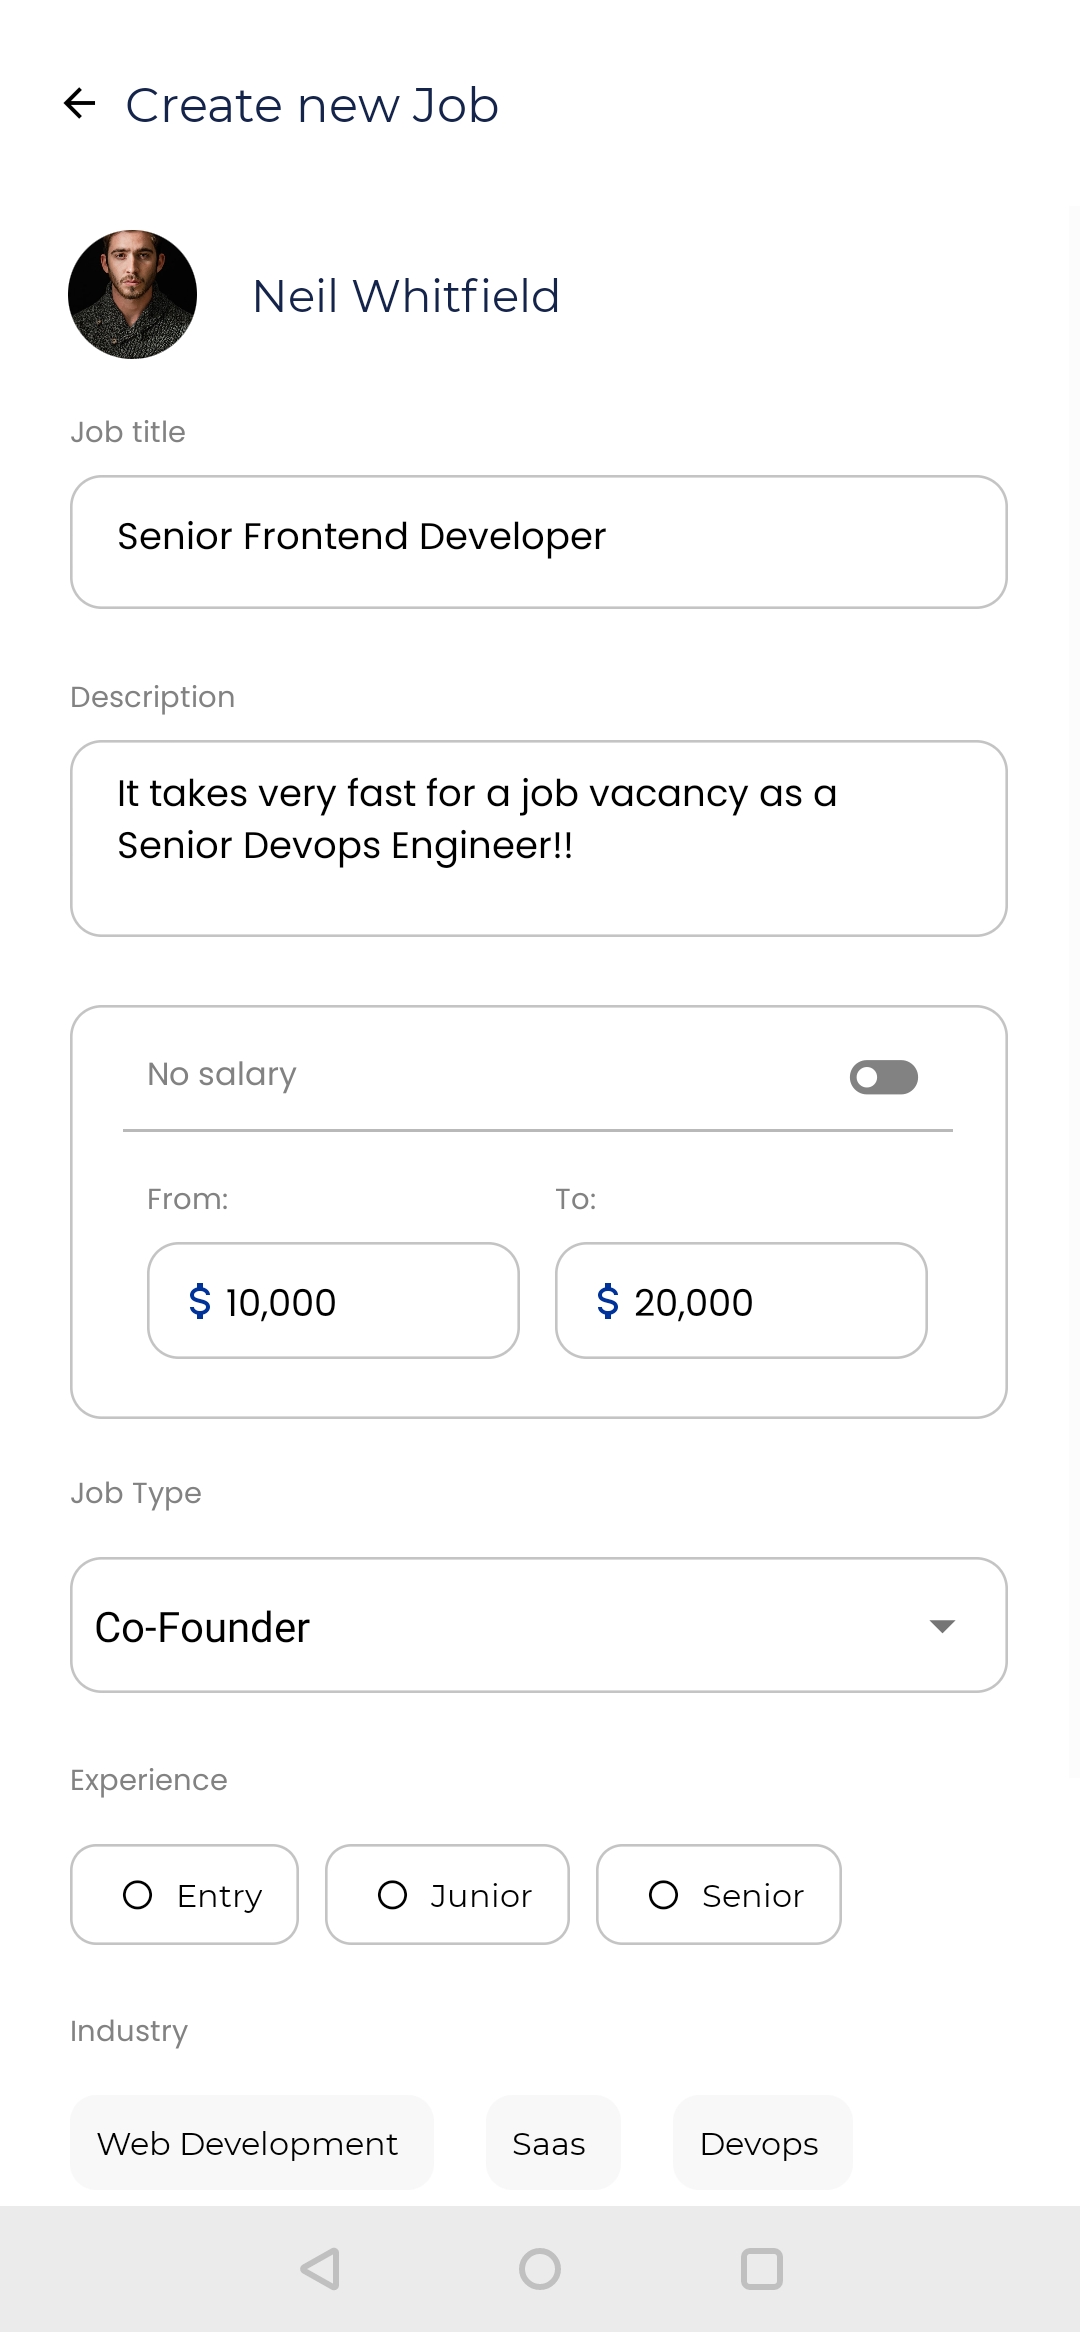 Create new Job
Neil Whitfield
Job title
Senior Frontend Developer
Description
It takes very fast for a job vacancy as a
Senior Devops Engineer!!
No salary
From: To:
$ 10,000 $ 20,000
Job Type
Co-Founder
Experience
Entry Junior Senior
Industry
Web Development Saas Devops